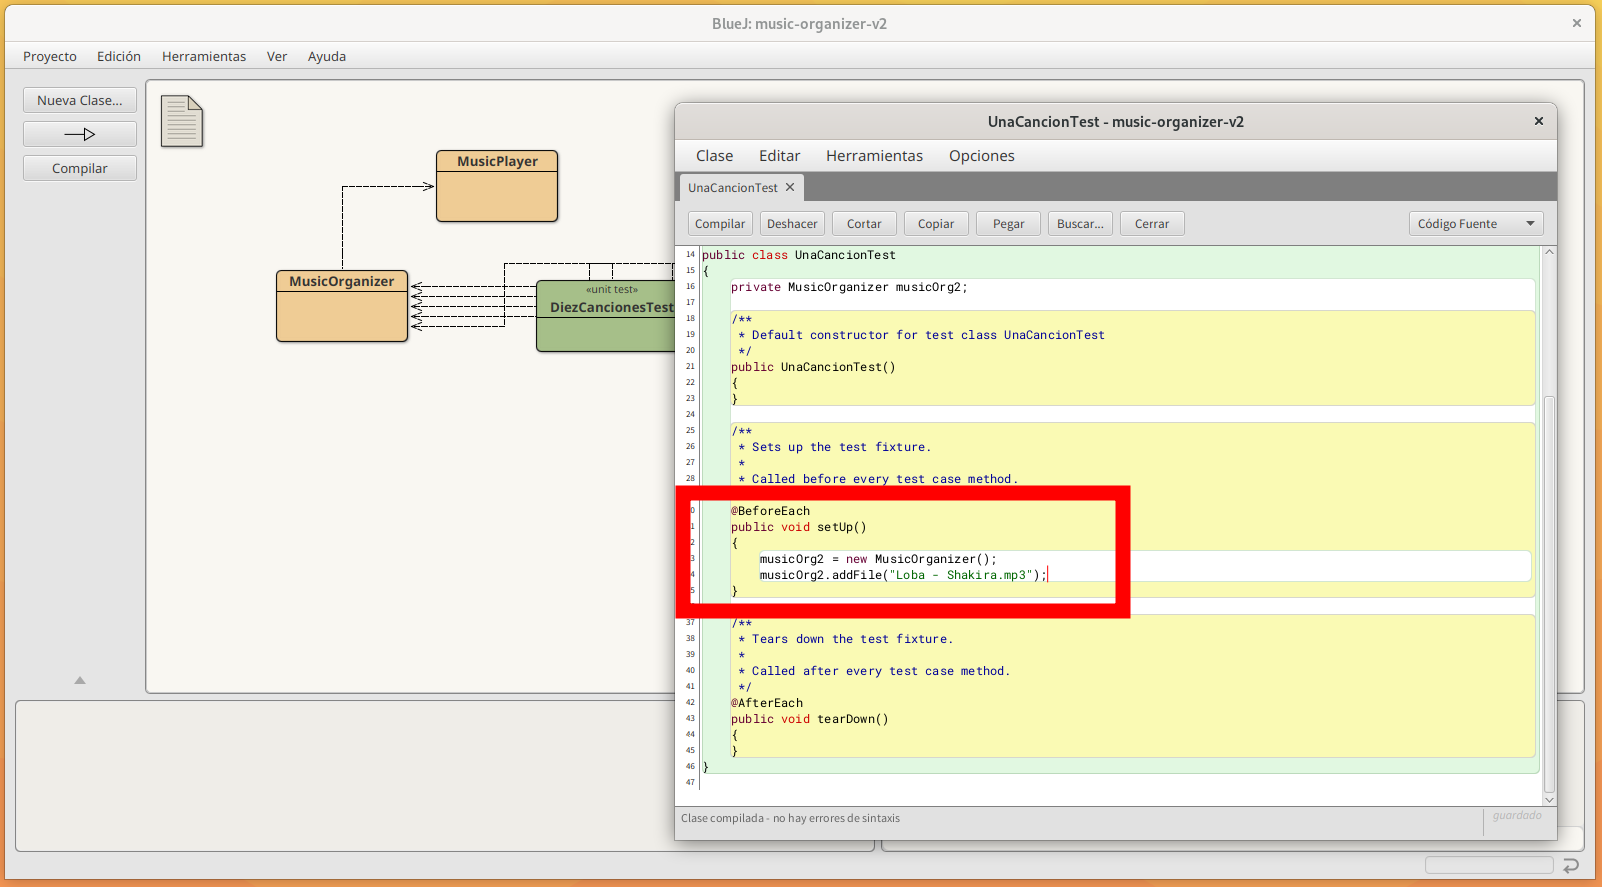 BlueJ: music-organizer-v2
Proyecto Edición Herramientas Ver Ayuda
Nueva Clase...
Compilar
MusicPlayer
MusicOrganizer
«unit test»
DiezCancionesTest
UnaCancionTest - music-organizer-v2
Clase Editar Herramientas Opciones
UnaCancionTest
Compilar Deshacer Cortar Copiar Pegar Buscar... Cerrar Código Fuente
14 public class UnaCancionTest
15 {
16 private MusicOrganizer musicOrg2;
17
18 /**
19 * Default constructor for test class UnaCancionTest
20 */
21 public UnaCancionTest()
22 {
23 }
24
25 /**
26 * Sets up the test fixture.
27 *
28 * Called before every test case method.
0 @BeforeEach
1 public void setUp()
2 {
3 musicOrg2 = new MusicOrganizer();
4 musicOrg2.addFile("Loba - Shakira.mp3");
5 }
37 /**
38 * Tears down the test fixture.
39 *
40 * Called after every test case method.
41 */
42 @AfterEach
43 public void tearDown()
44 {
45 }
46 }
47
Clase compilada - no hay errores de sintaxis
guardado